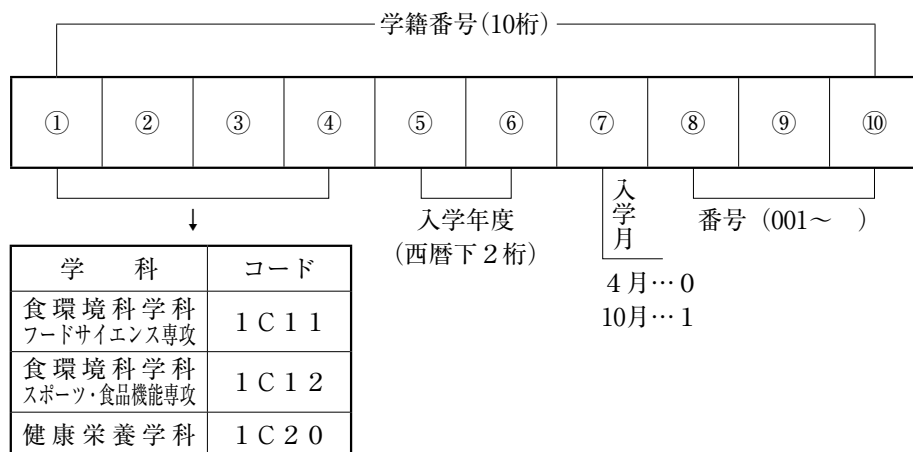 学籍番号(10桁)
① ② ③ ④ ⑤ ⑥ ⑦ ⑧ ⑨ ⑩
↓
入学年度
(西暦下2桁)
入学月
4月…0
10月…1
番号(001～ )
学科 コード
食環境科学科
フードサイエンス専攻 1C11
食環境科学科
スポーツ・食品機能専攻 1C12
健康栄養学科 1C20